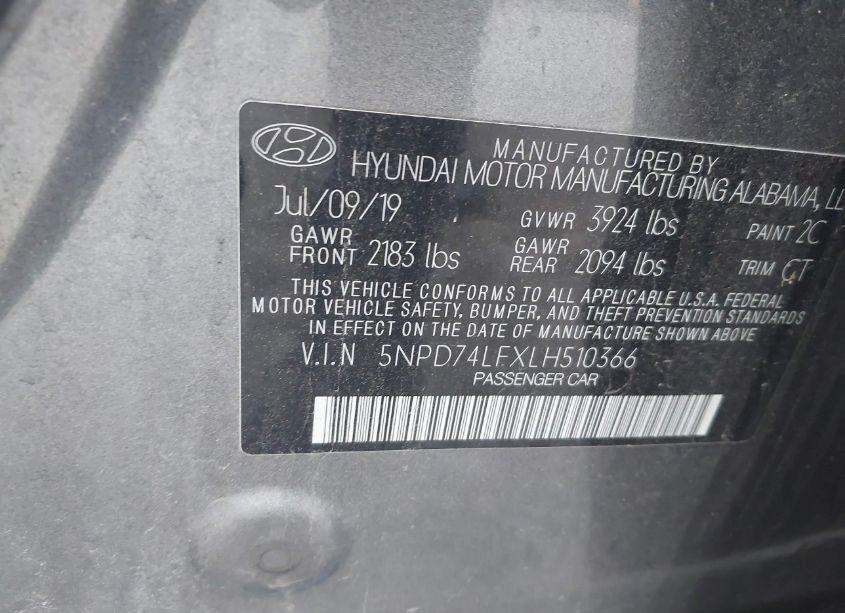 MANUFACTURED BY
HYUNDAI MOTOR MANUFACTURING ALABAMA, LL
Jul/09/19 GVWR 3924 lbs PAINT 2C
GAWR FRONT 2183 lbs GAWR REAR 2094 lbs TRIM CT
THIS VEHICLE CONFORMS TO ALL APPLICABLE U.S.A. FEDERAL
MOTOR VEHICLE SAFETY, BUMPER, AND THEFT PREVENTION STANDARDS
IN EFFECT ON THE DATE OF MANUFACTURE SHOWN ABOVE
V.I.N 5NPD74LFXLH510366
PASSENGER CAR